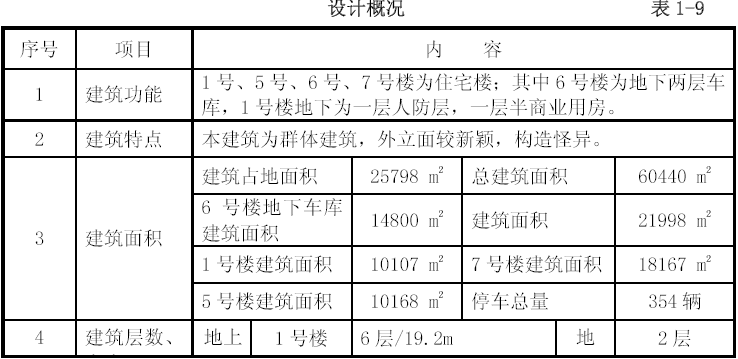 设计概况 表 1-9
序号 项目 内 容
1 建筑功能 1 号、5 号、6 号、7 号楼为住宅楼；其中 6 号楼为地下两层车
库，1 号楼地下为一层人防层，一层半商业用房。
2 建筑特点 本建筑为群体建筑，外立面较新颖，构造怪异。
3 建筑面积 建筑占地面积 25798 m² 总建筑面积 60440 m²
6 号楼地下车库
建筑面积 14800 m² 建筑面积 21998 m²
1 号楼建筑面积 10107 m² 7 号楼建筑面积 18167 m²
5 号楼建筑面积 10168 m² 停车总量 354 辆
4 建筑层数、 地上 1 号楼 6 层/19.2m 地 2 层